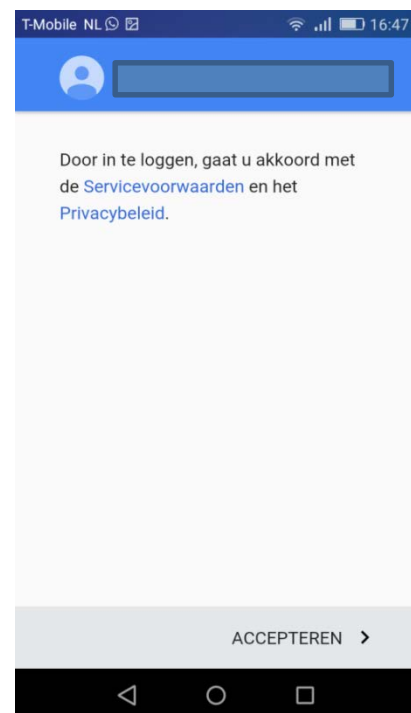 T-Mobile NL 16:47
Door in te loggen, gaat u akkoord met
de Servicevoorwaarden en het
Privacybeleid.
ACCEPTEREN